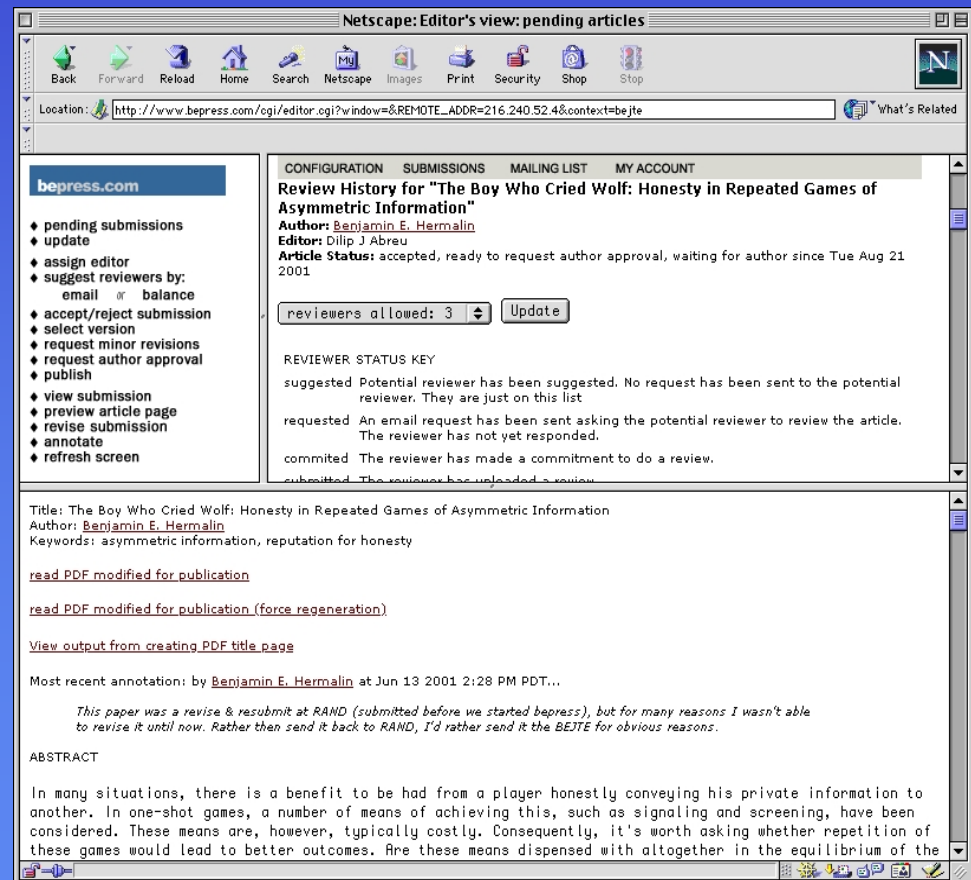 Netscape: Editor's view: pending articles
Back Forward Reload Home Search Netscape Images Print Security Shop Stop
My
N
Location: http://www.bepress.com/cgi/editor.cgi?window=&REMOTE_ADDR=216.240.52.4&context=bejte What's Related
bepress.com
♦ pending submissions
♦ update
♦ assign editor
♦ suggest reviewers by:
email or balance
♦ accept/reject submission
♦ select version
♦ request minor revisions
♦ request author approval
♦ publish
♦ view submission
♦ preview article page
♦ revise submission
♦ annotate
♦ refresh screen
CONFIGURATION SUBMISSIONS MAILING LIST MY ACCOUNT
Review History for "The Boy Who Cried Wolf: Honesty in Repeated Games of
Asymmetric Information"
Author: Benjamin E. Hermalin
Editor: Dilip J Abreu
Article Status: accepted, ready to request author approval, waiting for author since Tue Aug 21
2001
reviewers allowed: 3 Update
REVIEWER STATUS KEY
suggested Potential reviewer has been suggested. No request has been sent to the potential
reviewer. They are just on this list
requested An email request has been sent asking the potential reviewer to review the article.
The reviewer has not yet responded.
commited The reviewer has made a commitment to do a review.
submitted The reviewer has uploaded a review
Title: The Boy Who Cried Wolf: Honesty in Repeated Games of Asymmetric Information
Author: Benjamin E. Hermalin
Keywords: asymmetric information, reputation for honesty
read PDF modified for publication
read PDF modified for publication (force regeneration)
View output from creating PDF title page
Most recent annotation: by Benjamin E. Hermalin at Jun 13 2001 2:28 PM PDT...
This paper was a revise & resubmit at RAND (submitted before we started bepress), but for many reasons I wasn't able
to revise it until now. Rather then send it back to RAND, I'd rather send it the BEJTE for obvious reasons.
ABSTRACT
In many situations, there is a benefit to be had from a player honestly conveying his private information to
another. In one-shot games, a number of means of achieving this, such as signaling and screening, have been
considered. These means are, however, typically costly. Consequently, it's worth asking whether repetition of
these games would lead to better outcomes. Are these means dispensed with altogether in the equilibrium of the